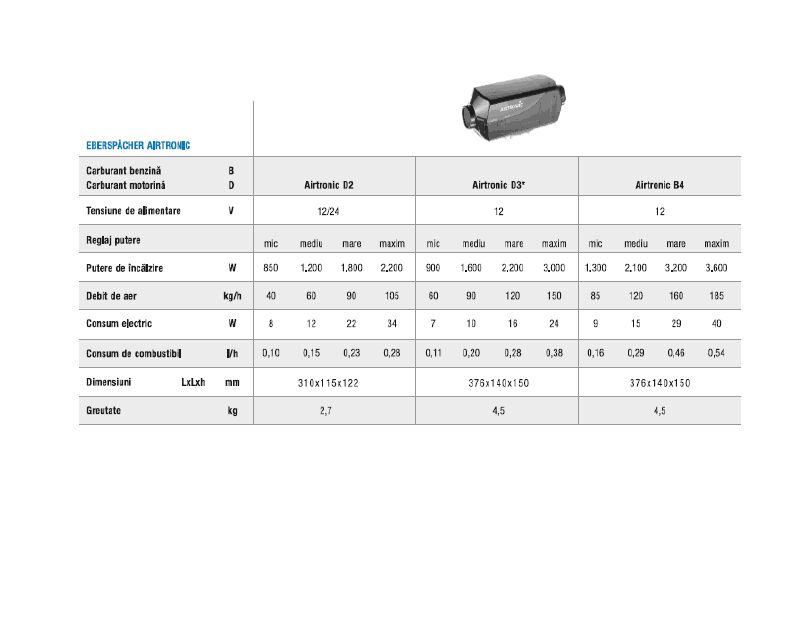 AIRTRONIC
EBERSPÄCHER AIRTRONIC
Carburant benzină B
Carburant motorină D Airtronic D2 Airtronic D3* Airtronic B4
Tensiune de alimentare V 12/24 12 12
Reglaj putere mic mediu mare maxim mic mediu mare maxim mic mediu mare maxim
Putere de încălzire W 850 1.200 1.800 2.200 900 1.600 2.200 3.000 1.300 2.100 3.200 3.600
Debit de aer kg/h 40 60 90 105 60 90 120 150 85 120 160 185
Consum electric W 8 12 22 34 7 10 16 24 9 15 29 40
Consum de combustibil l/h 0,10 0,15 0,23 0,28 0,11 0,20 0,28 0,38 0,16 0,29 0,46 0,54
Dimensiuni LxLxh mm 310x115x122 376x140x150 376x140x150
Greutate kg 2,7 4,5 4,5